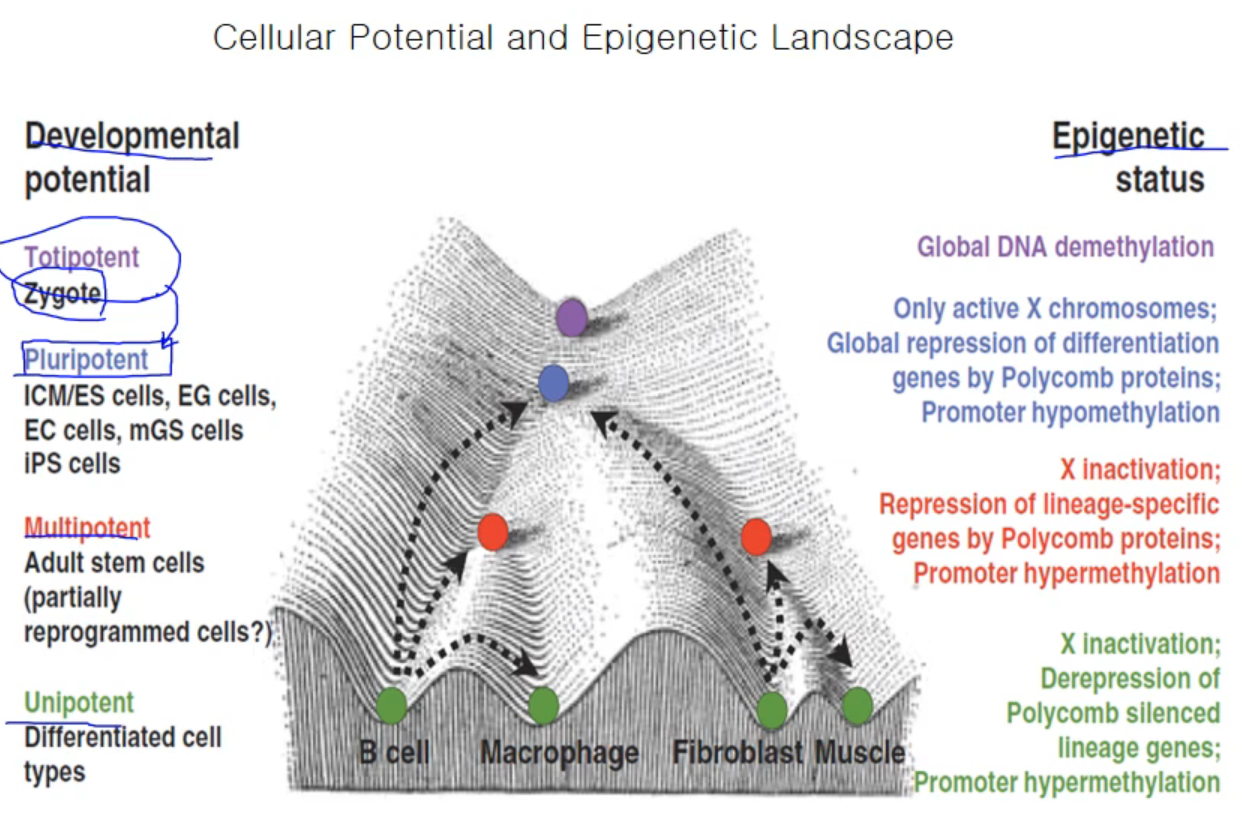 Cellular Potential and Epigenetic Landscape
Developmental
potential
Totipotent
Zygote
Pluripotent
ICM/ES cells, EG cells,
EC cells, mGS cells
iPS cells
Multipotent
Adult stem cells
(partially
reprogrammed cells?)
Unipotent
Differentiated cell
types
B cell
Macrophage
Fibroblast
Muscle
Epigenetic
status
Global DNA demethylation
Only active X chromosomes;
Global repression of differentiation
genes by Polycomb proteins;
Promoter hypomethylation
X inactivation;
Repression of lineage-specific
genes by Polycomb proteins;
Promoter hypermethylation
X inactivation;
Derepression of
Polycomb silenced
lineage genes;
Promoter hypermethylation